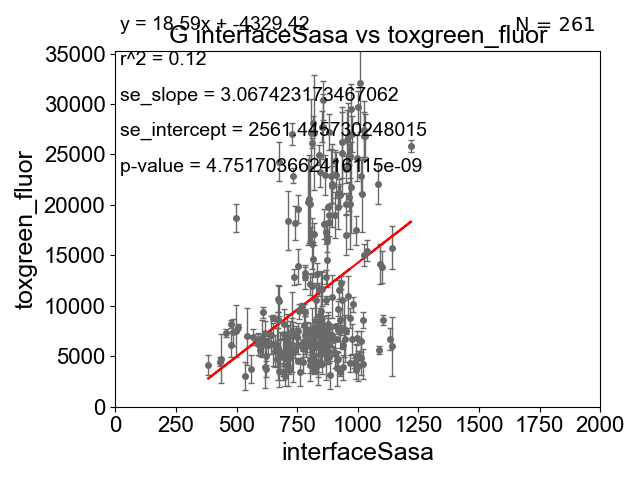 y = 18.59x + -4329.42
N = 261
G interfaceSasa vs toxgreen_fluor
r^2 = 0.12
se_slope = 3.067423173467062
se_intercept = 2561.445730248015
p-value = 4.751703662416115e-09
35000
30000
25000
20000
15000
10000
5000
0
toxgreen_fluor
0 250 500 750 1000 1250 1500 1750 2000
interfaceSasa